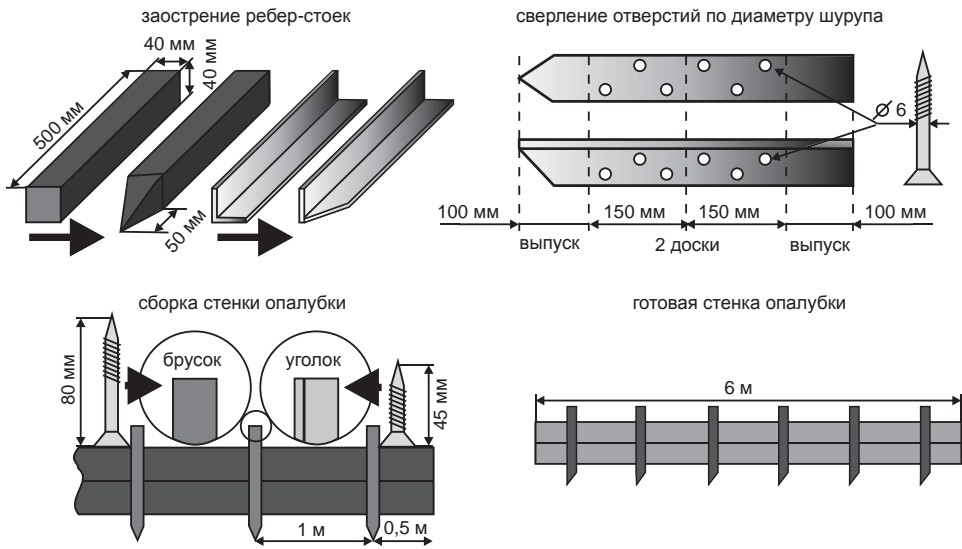 заострение ребер-стоек
40 мм
40 мм
500 мм
50 мм
сверление отверстий по диаметру шурупа
Ø 6
100 мм
150 мм
150 мм
100 мм
выпуск
2 доски
выпуск
сборка стенки опалубки
80 мм
брусок
уголок
45 мм
1 м
0,5 м
готовая стенка опалубки
6 м